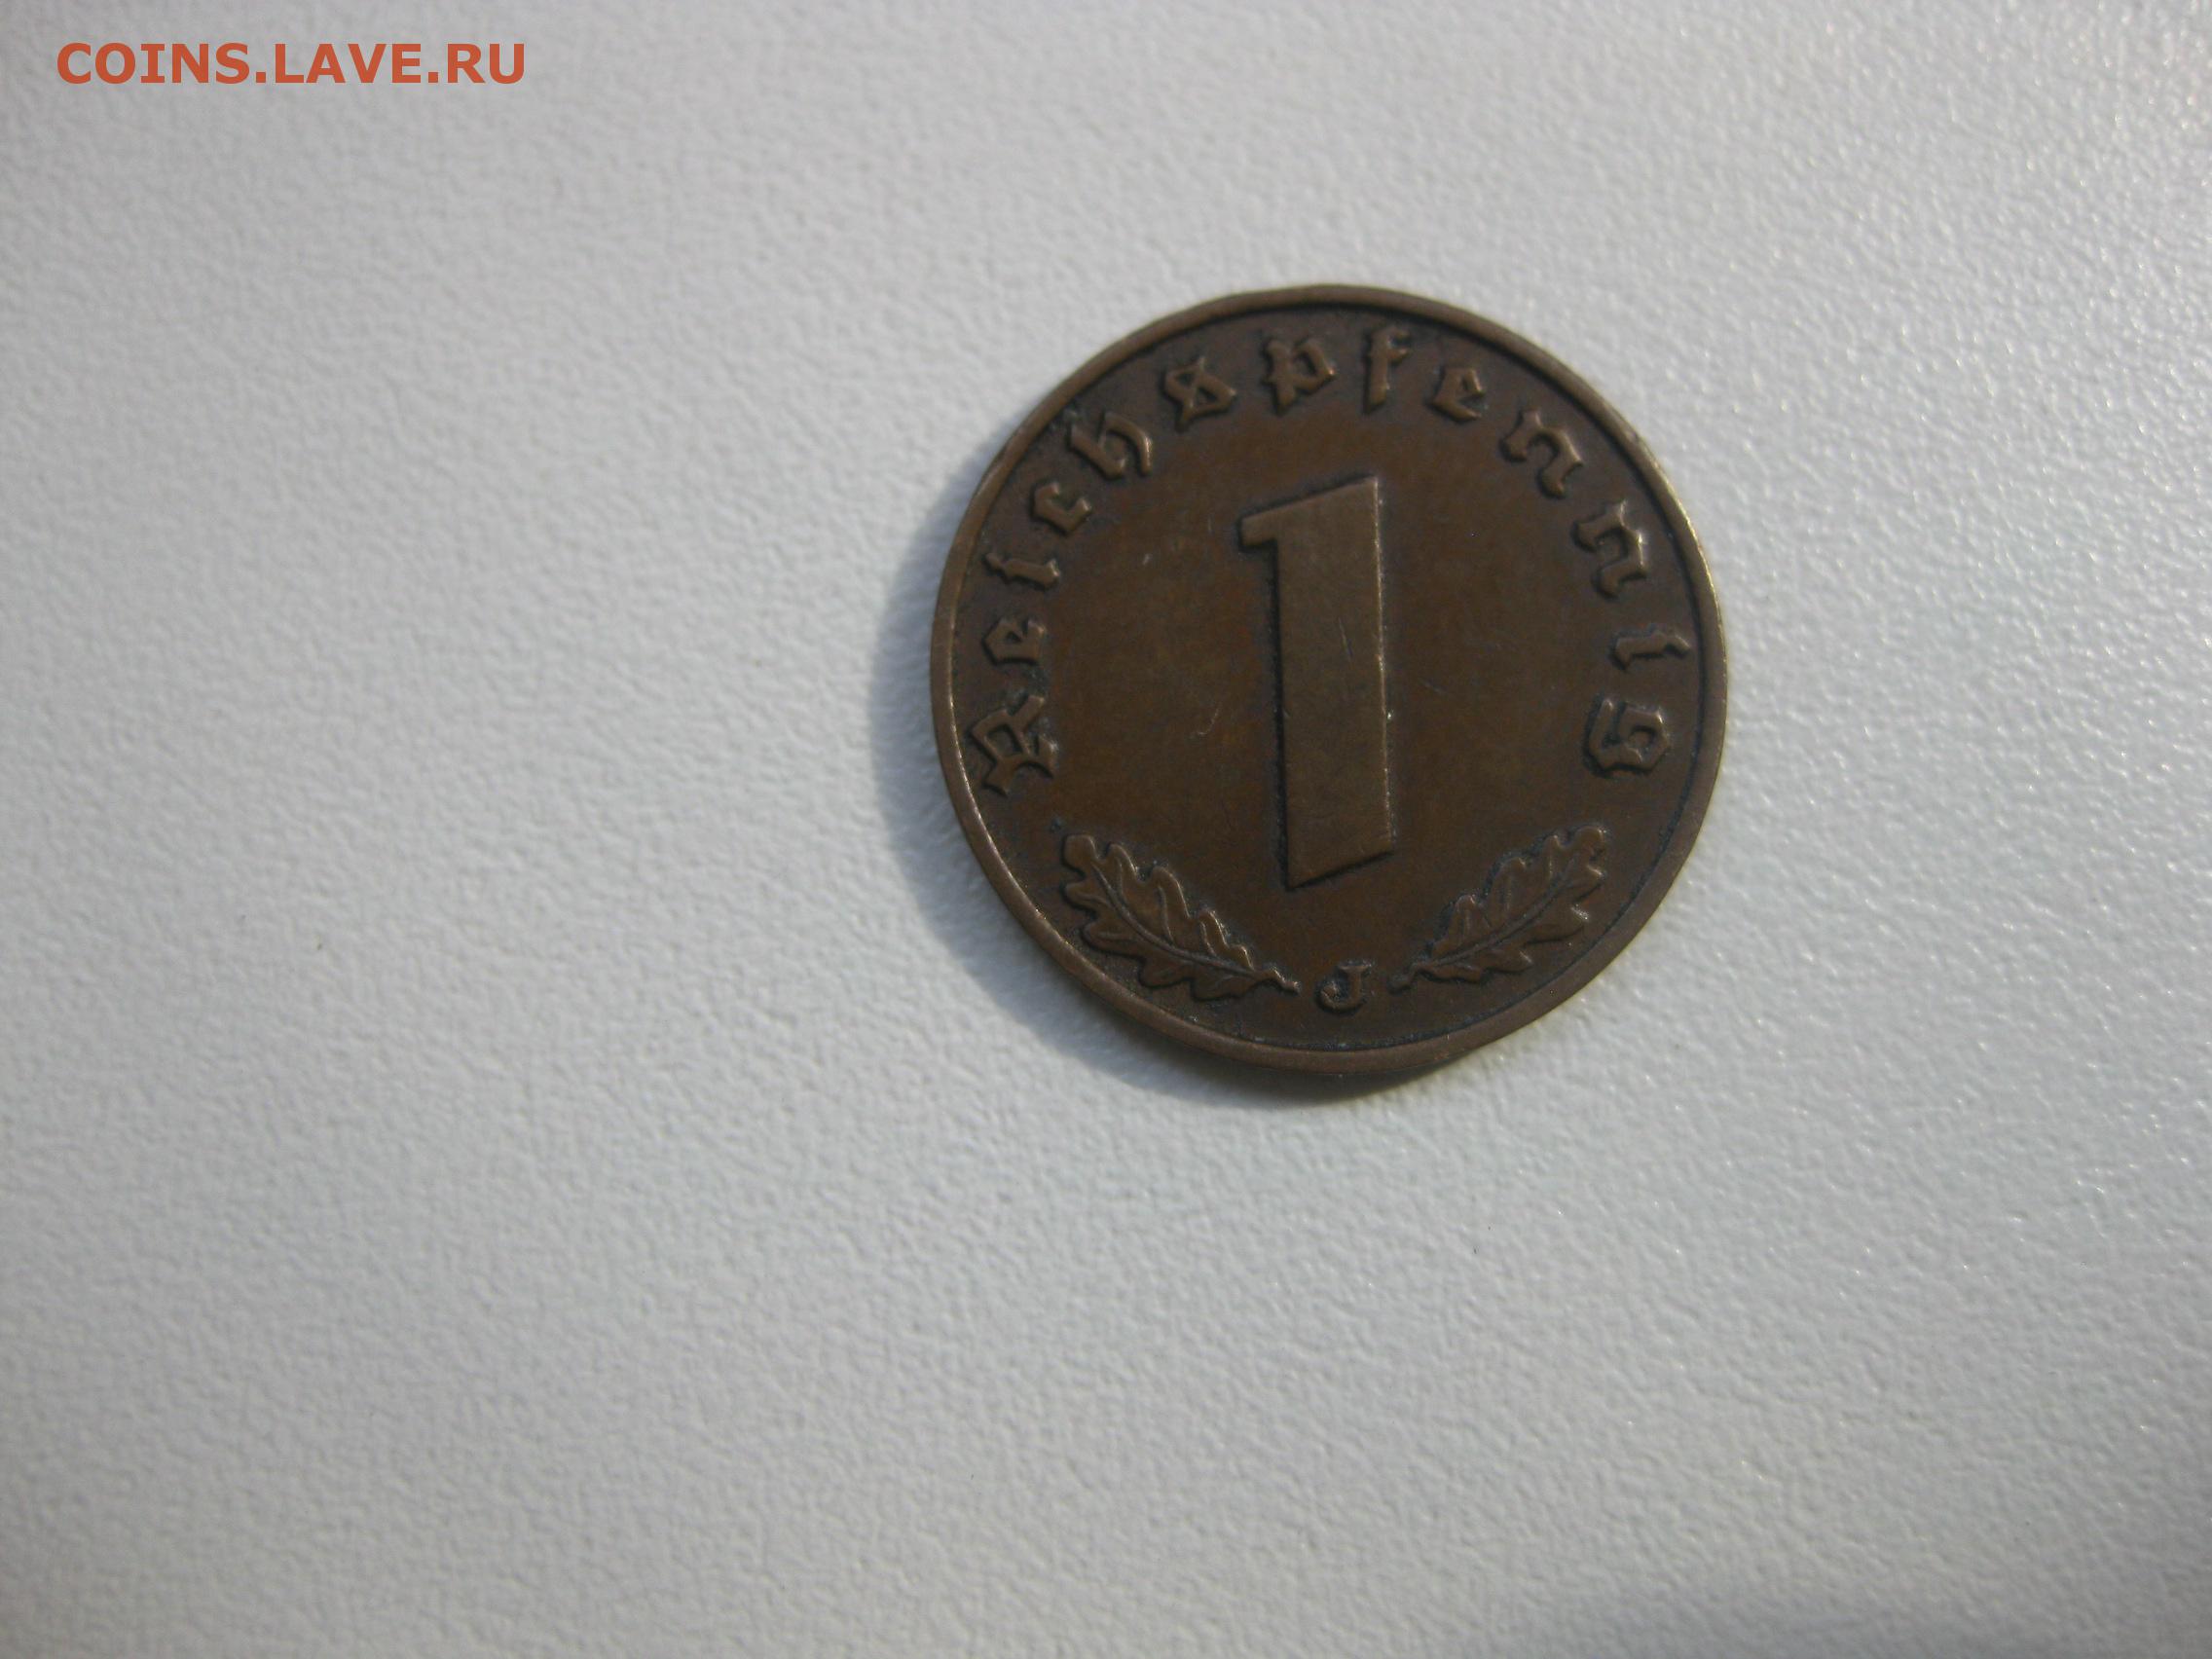 COINS.LAVE.RU
Reichspfennig
1
J